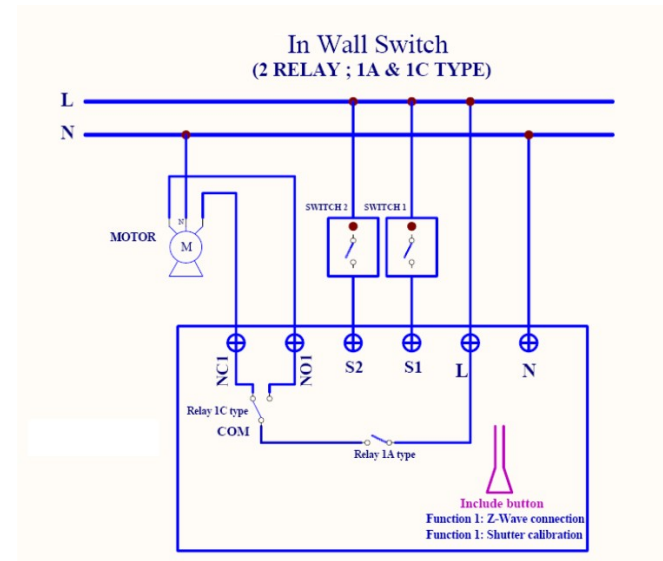 In Wall Switch
(2 RELAY ; 1A & 1C TYPE)
L
N
SWITCH 2
SWITCH 1
N
MOTOR
M
NC1
NO1
S2
S1
L
N
Relay 1C type
COM
Relay 1A type
Include button
Function 1: Z-Wave connection
Function 1: Shutter calibration